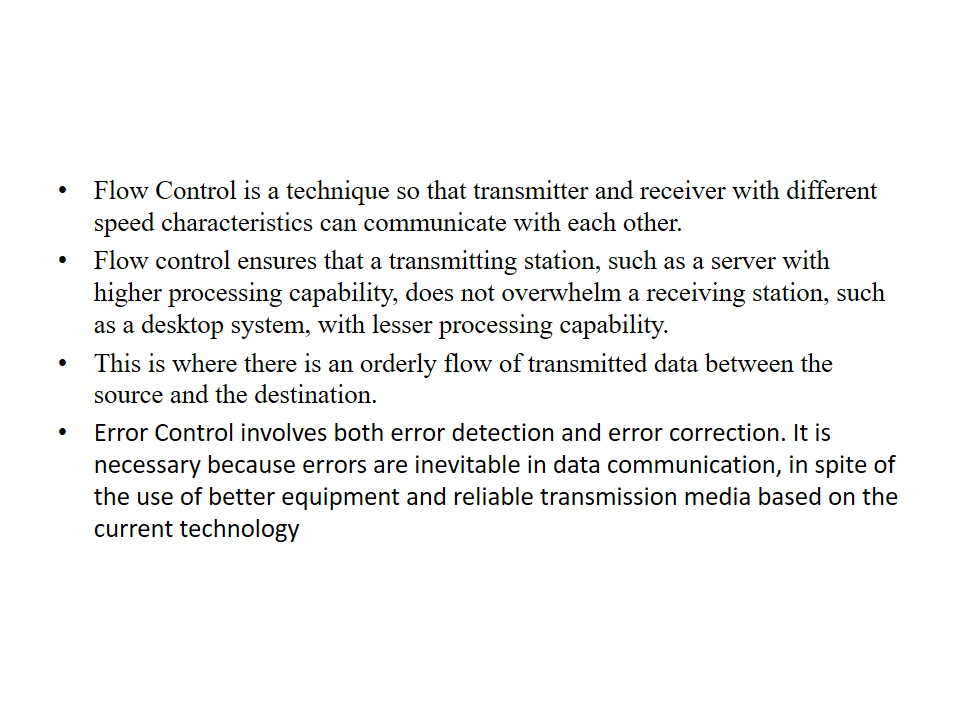 • Flow Control is a technique so that transmitter and receiver with different
speed characteristics can communicate with each other.
• Flow control ensures that a transmitting station, such as a server with
higher processing capability, does not overwhelm a receiving station, such
as a desktop system, with lesser processing capability.
• This is where there is an orderly flow of transmitted data between the
source and the destination.
• Error Control involves both error detection and error correction. It is
necessary because errors are inevitable in data communication, in spite of
the use of better equipment and reliable transmission media based on the
current technology